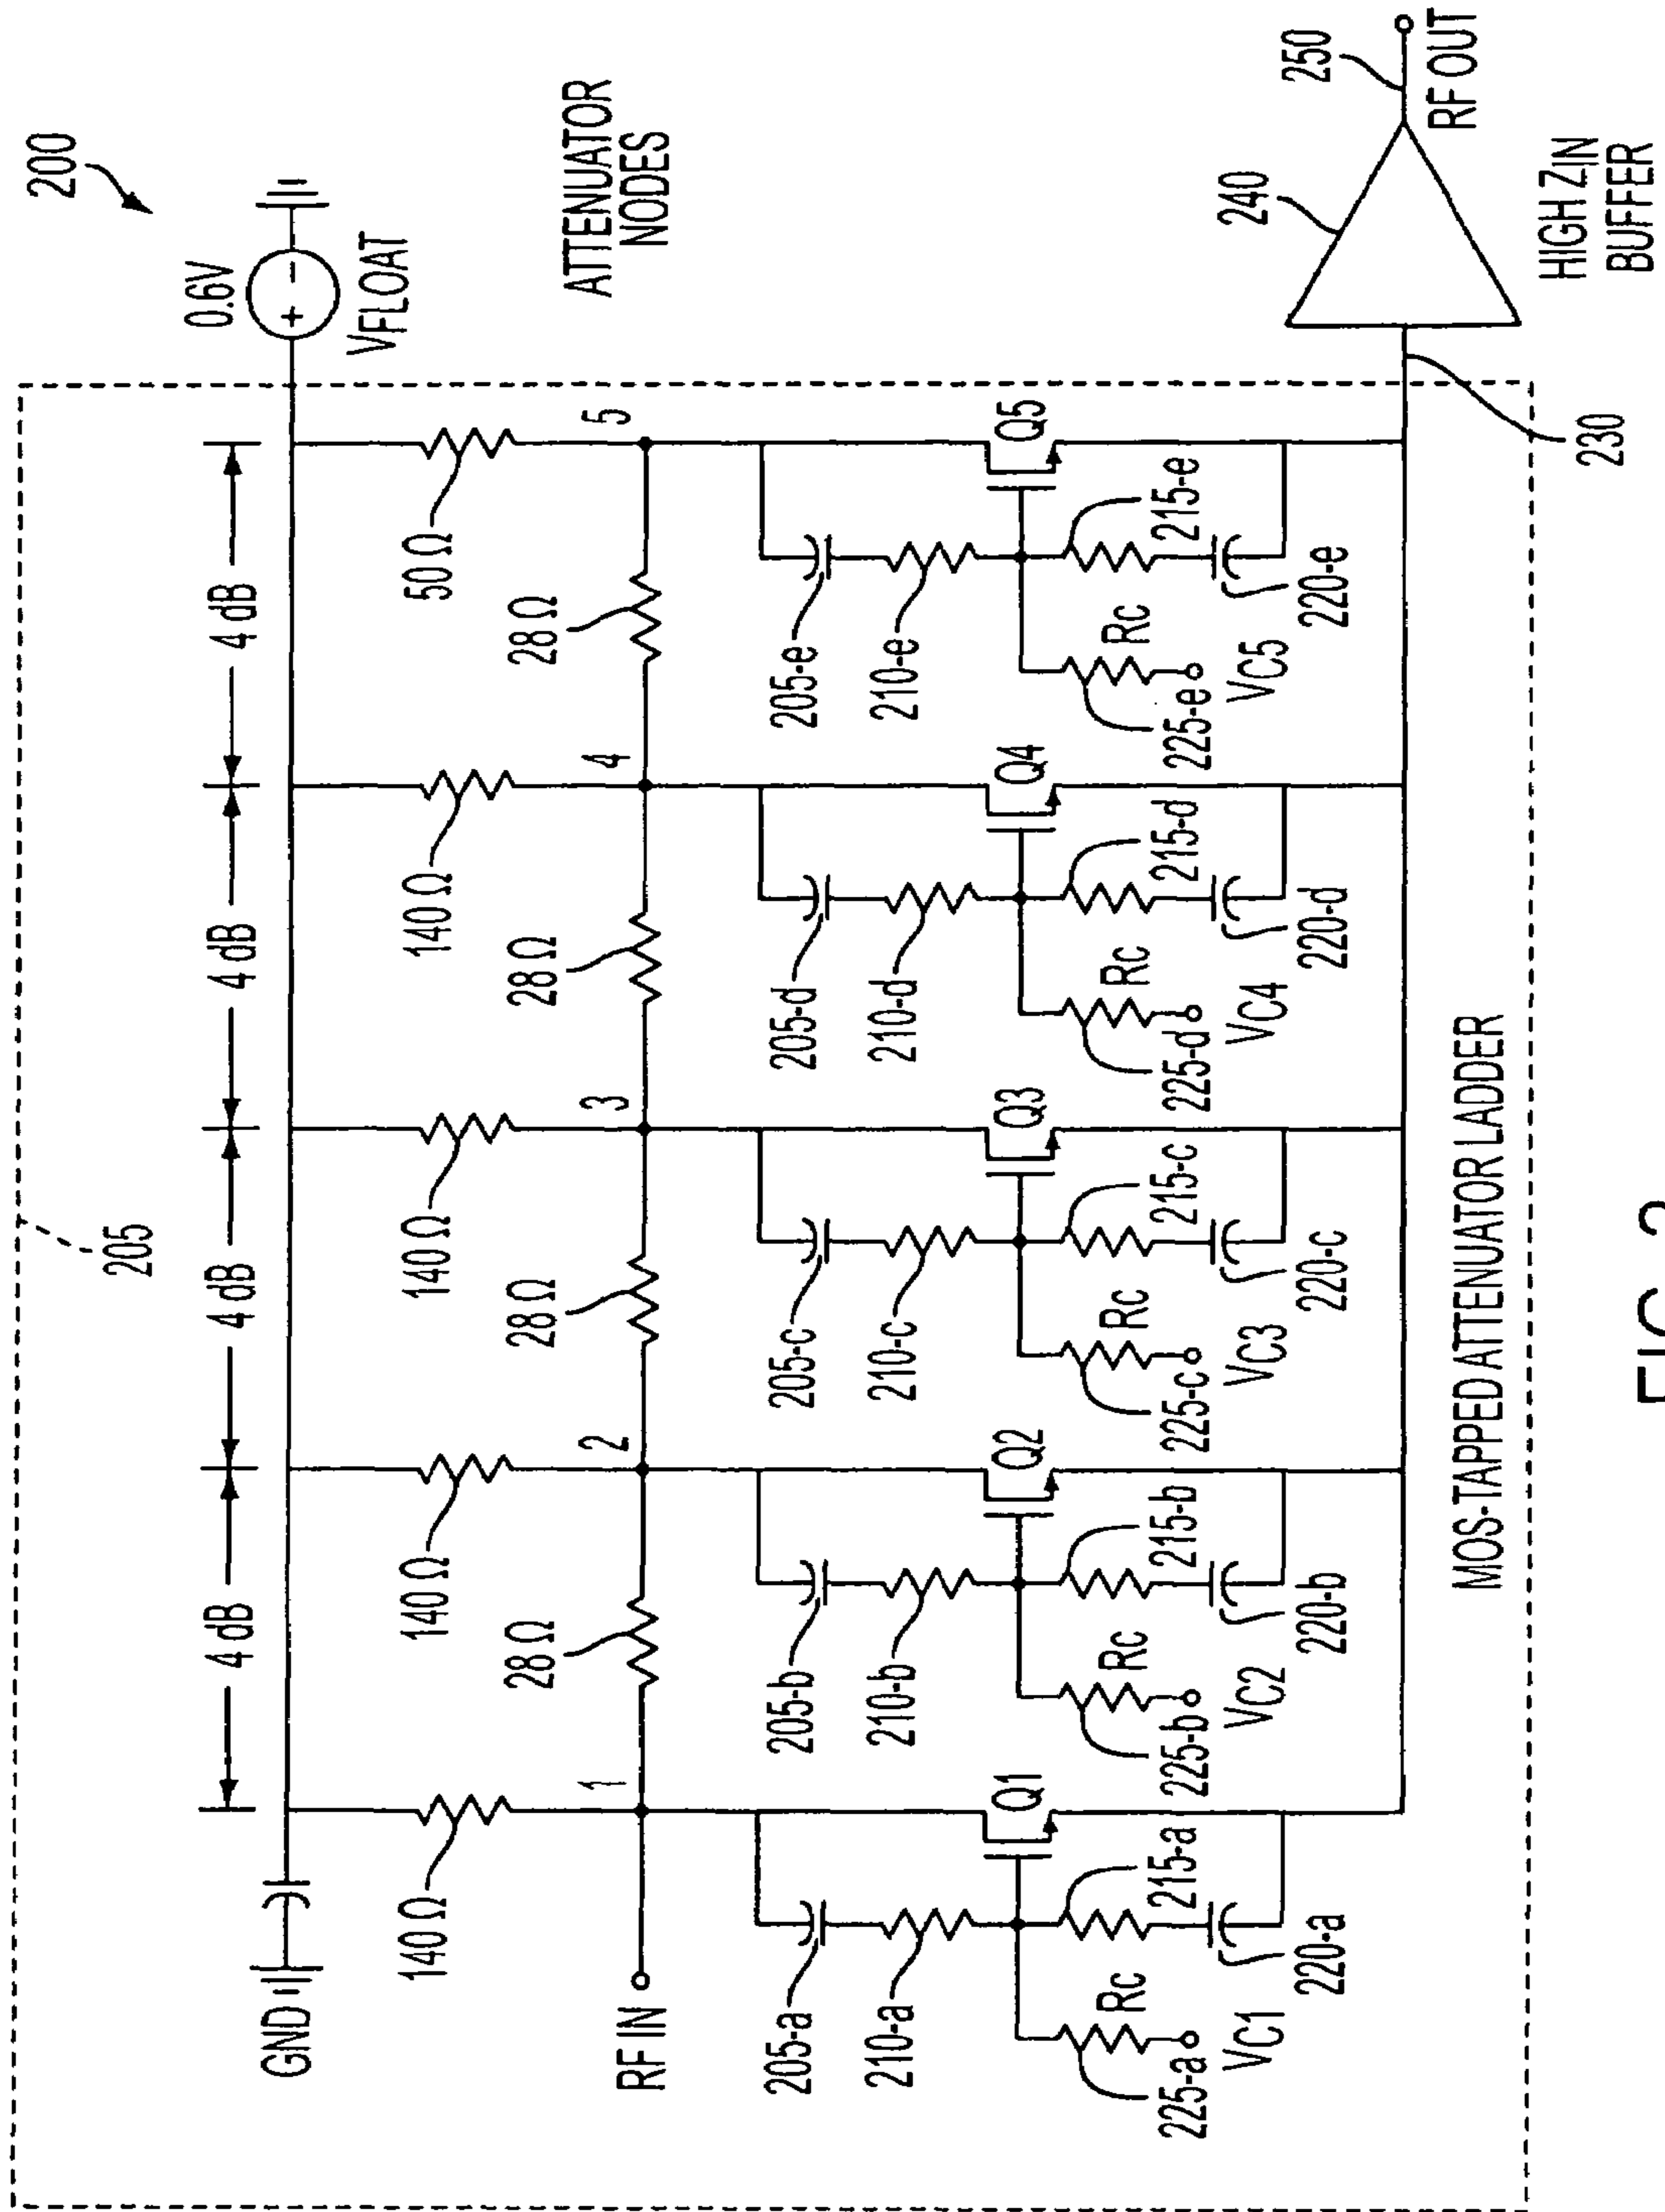 200
0.6V
+ −
VFLOAT
ATTENUATOR
NODES
205
4 dB
4 dB
4 dB
4 dB
GND
140 Ω
140 Ω
140 Ω
140 Ω
50 Ω
28 Ω
28 Ω
28 Ω
28 Ω
RF IN
1
2
3
4
5
205-a
210-a
Q1
215-a
220-a
RC
225-a
VC1
205-b
210-b
Q2
215-b
220-b
RC
225-b
VC2
205-c
210-c
Q3
215-c
220-c
RC
225-c
VC3
205-d
210-d
Q4
215-d
220-d
RC
225-d
VC4
205-e
210-e
Q5
215-e
220-e
RC
225-e
VC5
230
240
250
RF OUT
HIGH ZIN
BUFFER
MOS-TAPPED ATTENUATOR LADDER